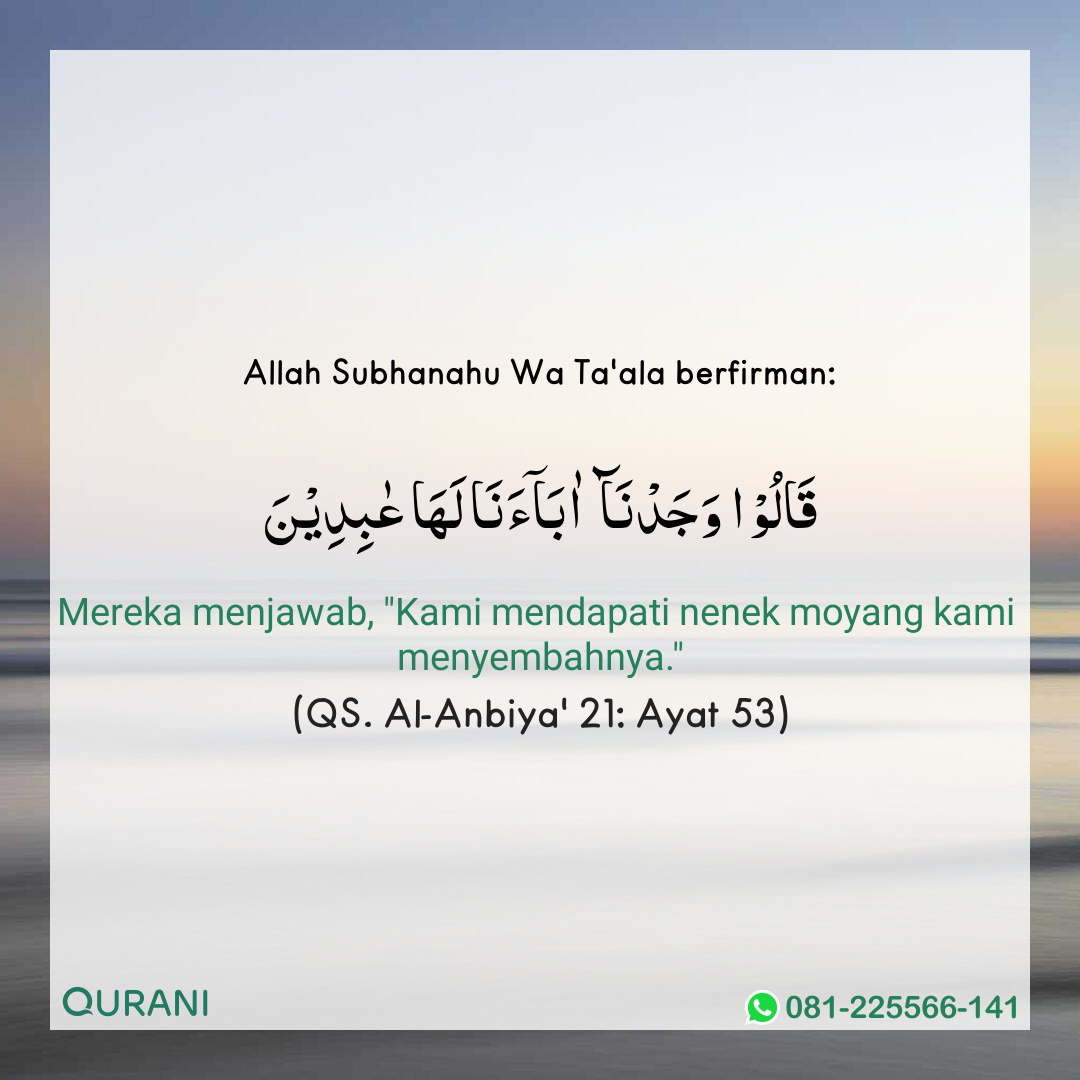 Allah Subhanahu Wa Ta'ala berfirman:
قَالُوْا وَجَدْنَاۤ اٰبَآءَنَا لَهَا عٰبِدِيْنَ
Mereka menjawab, "Kami mendapati nenek moyang kami
menyembahnya."
(QS. Al-Anbiya' 21: Ayat 53)
QURANI
081-225566-141